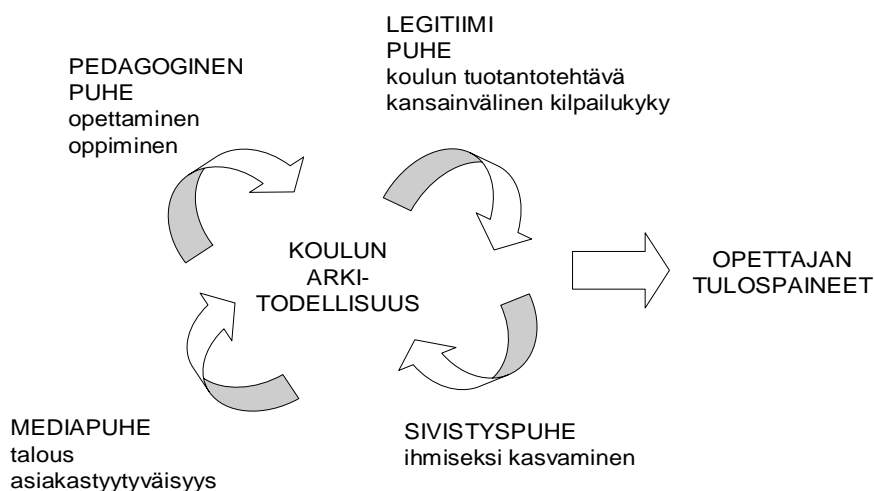 LEGITIIMI
PUHE
koulun tuotantotehtävä
kansainvälinen kilpailukyky
PEDAGOGINEN
PUHE
opettaminen
oppiminen
KOULUN
ARKI-
TODELLISUUS
OPETTAJAN
TULOSPAINEET
MEDIAPUHE
talous
asiakastyytyväisyys
SIVISTYSPUHE
ihmiseksi kasvaminen